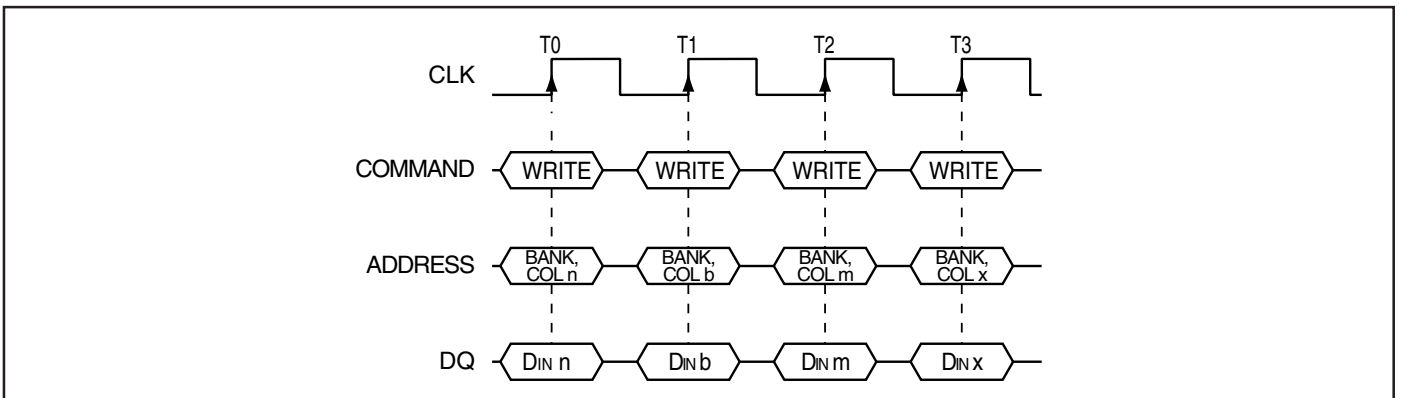 T0 T1 T2 T3
CLK
COMMAND WRITE WRITE WRITE WRITE
ADDRESS BANK, COL n BANK, COL b BANK, COL m BANK, COL x
DQ DIN n DIN b DIN m DIN x